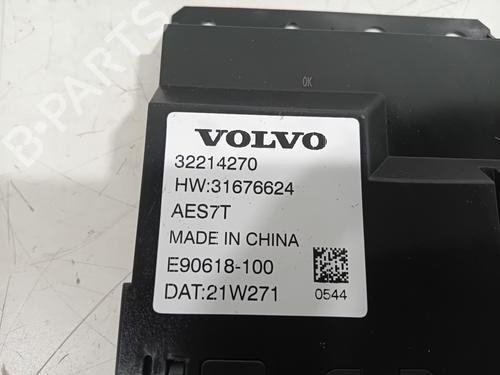 OK
VOLVO
32214270
HW:31676624
AES7T
MADE IN CHINA
E90618-100
DAT:21W271
0544
B-PARTS